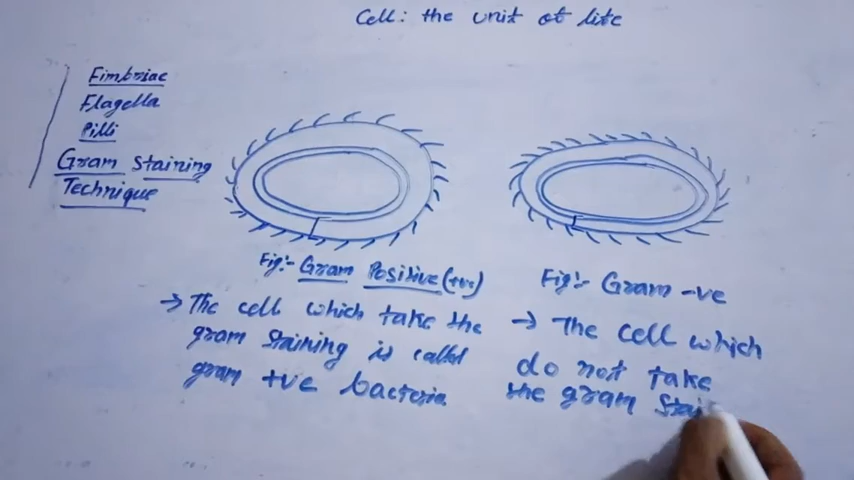 Cell: the unit of life
Fimbriae
Flagella
Pilli
Gram Staining
Technique
Fig:- Gram Positive (+ve)
→ The cell which take the
gram staining is called
gram +ve bacteria
Fig:- Gram -ve
→ The cell which
do not take
the gram Stai